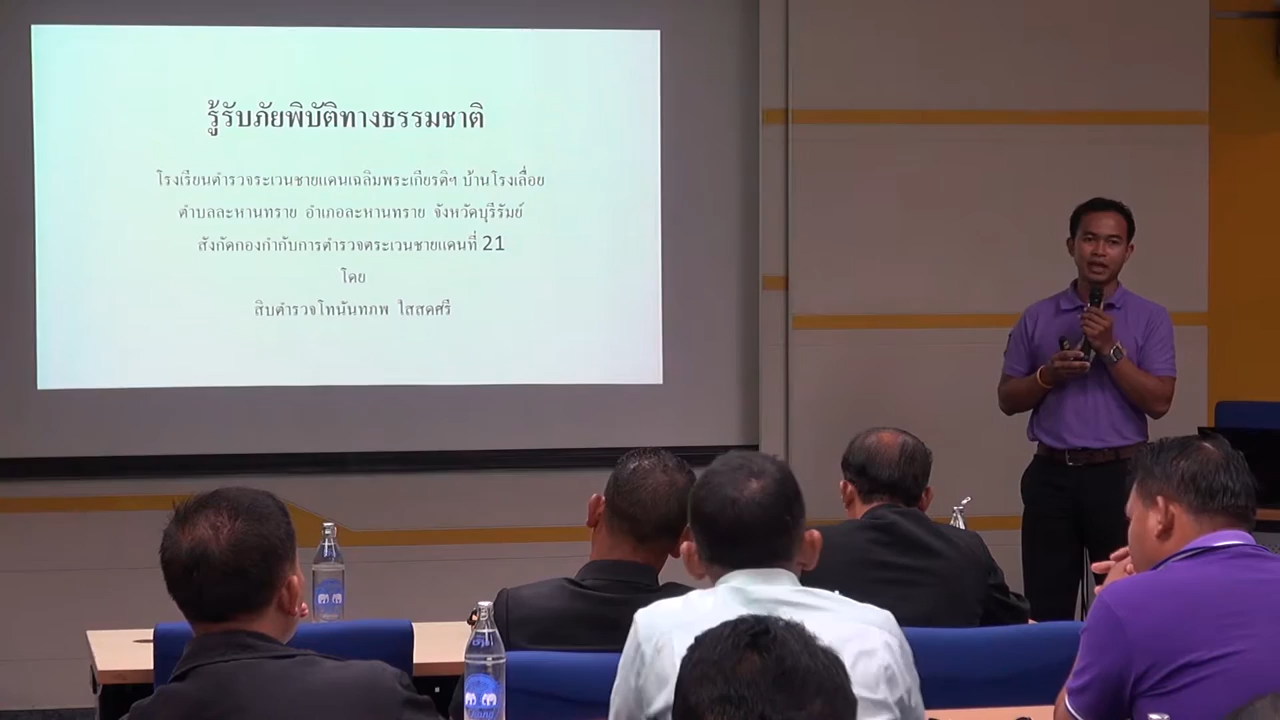 รู้รับภัยพิบัติทางธรรมชาติ
โรงเรียนตำรวจระเวนชายแดนเฉลิมพระเกียรติฯ บ้านโรงเลื่อย
ตำบลละหานทราย อำเภอละหานทราย จังหวัดบุรีรัมย์
สังกัดกองกำกับการตำรวจตระเวนชายแดนที่ 21
โดย
สิบตำรวจโทนันทภพ ใสสดศรี